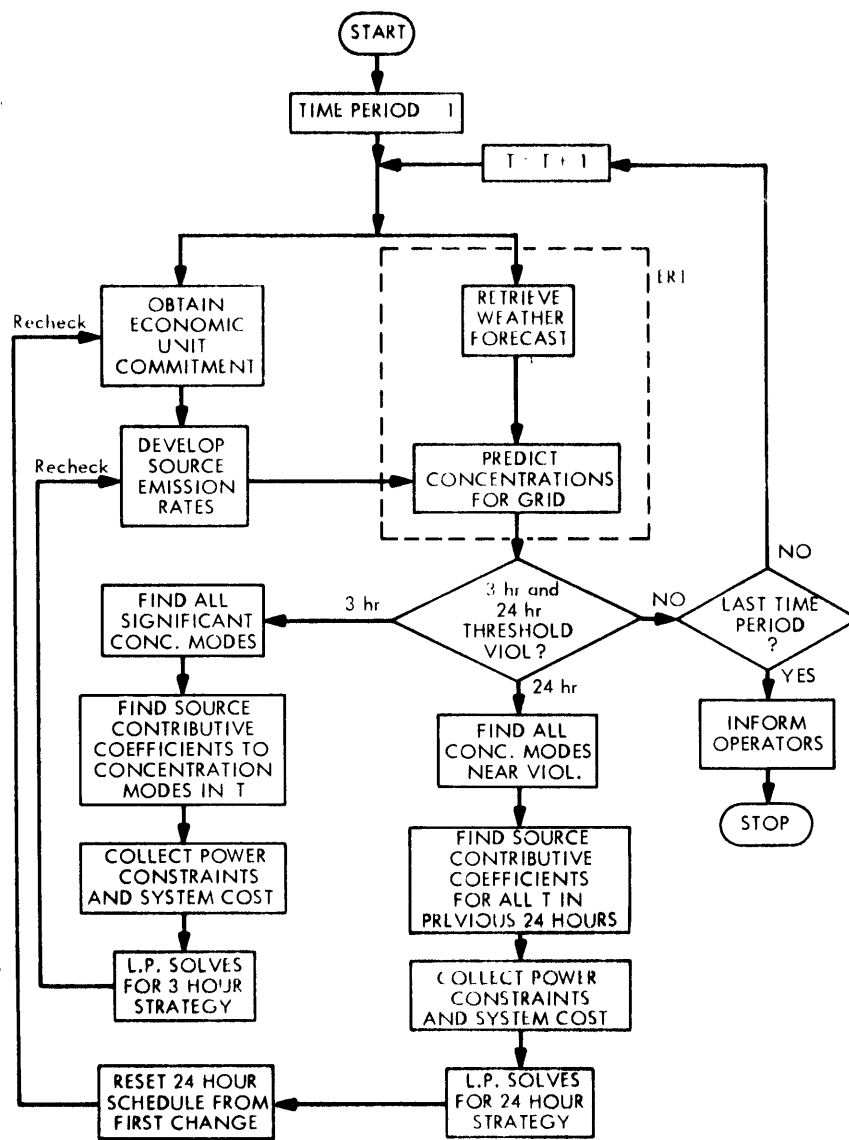 START
TIME PERIOD 1
T = T + 1
ERT
OBTAIN
ECONOMIC
UNIT
COMMITMENT
Recheck
RETRIEVE
WEATHER
FORECAST
DEVELOP
SOURCE
EMISSION
RATES
Recheck
PREDICT
CONCENTRATIONS
FOR GRID
3 hr and
24 hr
THRESHOLD
VIOL?
3 hr
NO
24 hr
LAST TIME
PERIOD
?
NO
YES
INFORM
OPERATORS
STOP
FIND ALL
SIGNIFICANT
CONC. MODES
FIND SOURCE
CONTRIBUTIVE
COEFFICIENTS TO
CONCENTRATION
MODES IN T
COLLECT POWER
CONSTRAINTS
AND SYSTEM COST
L.P. SOLVES
FOR 3 HOUR
STRATEGY
FIND ALL
CONC. MODES
NEAR VIOL.
FIND SOURCE
CONTRIBUTIVE
COEFFICIENTS
FOR ALL T IN
PREVIOUS 24 HOURS
COLLECT POWER
CONSTRAINTS
AND SYSTEM COST
L.P. SOLVES
FOR 24 HOUR
STRATEGY
RESET 24 HOUR
SCHEDULE FROM
FIRST CHANGE